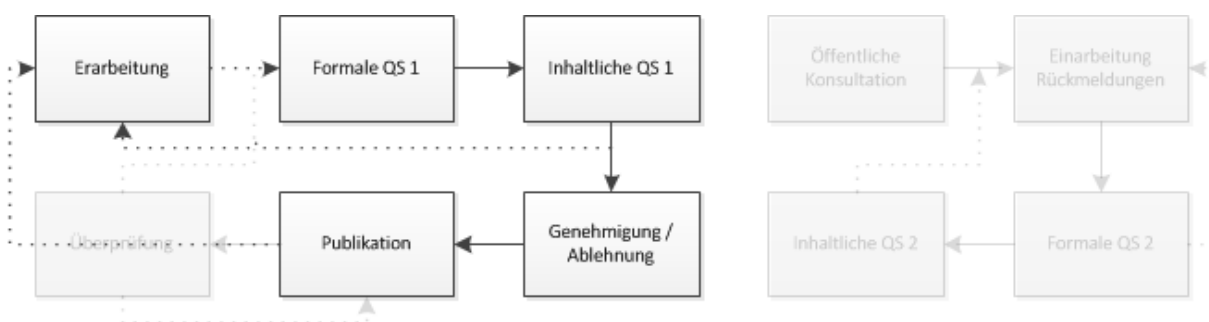 Erarbeitung
Formale QS 1
Inhaltliche QS 1
Öffentliche
Konsultation
Einarbeitung
Rückmeldungen
Überprüfung
Publikation
Genehmigung /
Ablehnung
Inhaltliche QS 2
Formale QS 2